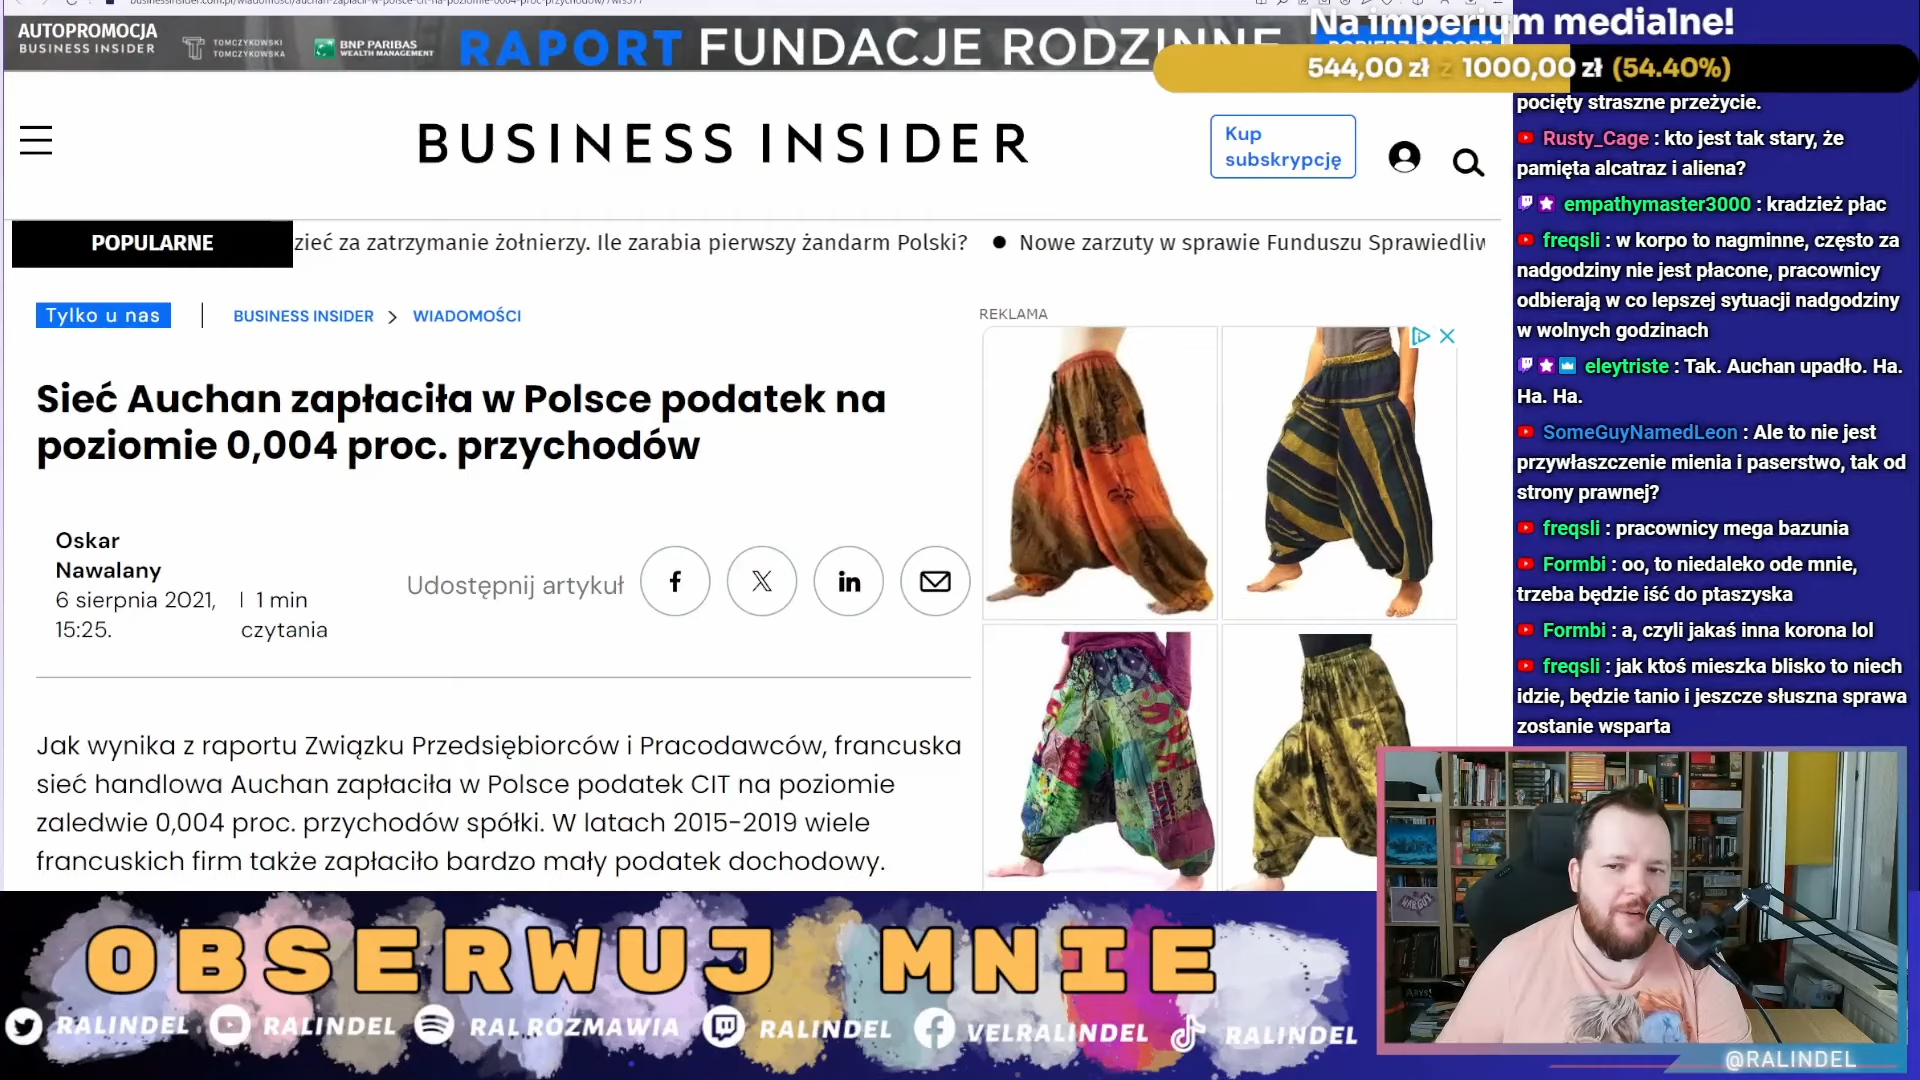 AUTOPROMOCJA
BUSINESS INSIDER
TOMCZYKOWSKI
TOMCZYKOWSKA
BNP PARIBAS
WEALTH MANAGEMENT
RAPORT FUNDACJE RODZINNE
Na imperium medialne!
544,00 zł z 1000,00 zł (54.40%)
BUSINESS INSIDER
Kup
subskrypcję
POPULARNE
zieć za zatrzymanie żołnierzy. Ile zarabia pierwszy żandarm Polski? ● Nowe zarzuty w sprawie Funduszu Sprawiedliw
Tylko u nas | BUSINESS INSIDER > WIADOMOŚCI
REKLAMA
Sieć Auchan zapłaciła w Polsce podatek na
poziomie 0,004 proc. przychodów
Oskar
Nawalany
6 sierpnia 2021,
15:25.
| 1 min
czytania
Udostępnij artykuł
Jak wynika z raportu Związku Przedsiębiorców i Pracodawców, francuska
sieć handlowa Auchan zapłaciła w Polsce podatek CIT na poziomie
zaledwie 0,004 proc. przychodów spółki. W latach 2015-2019 wiele
francuskich firm także zapłaciło bardzo mały podatek dochodowy.
pocięty straszne przeżycie.
Rusty_Cage : kto jest tak stary, że
pamięta alcatraz i aliena?
empathymaster3000 : kradzież płac
freqsli : w korpo to nagminne, często za
nadgodziny nie jest płacone, pracownicy
odbierają w co lepszej sytuacji nadgodziny
w wolnych godzinach
eleytriste : Tak. Auchan upadło. Ha.
Ha. Ha.
SomeGuyNamedLeon : Ale to nie jest
przywłaszczenie mienia i paserstwo, tak od
strony prawnej?
freqsli : pracownicy mega bazunia
Formbi : oo, to niedaleko ode mnie,
trzeba będzie iść do ptaszyska
Formbi : a, czyli jakaś inna korona lol
freqsli : jak ktoś mieszka blisko to niech
idzie, będzie tanio i jeszcze słuszna sprawa
zostanie wsparta
OBSERWUJ MNIE
RALINDEL
RALINDEL
RAL ROZMAWIA
RALINDEL
VELRALINDEL
RALINDEL
@RALINDEL